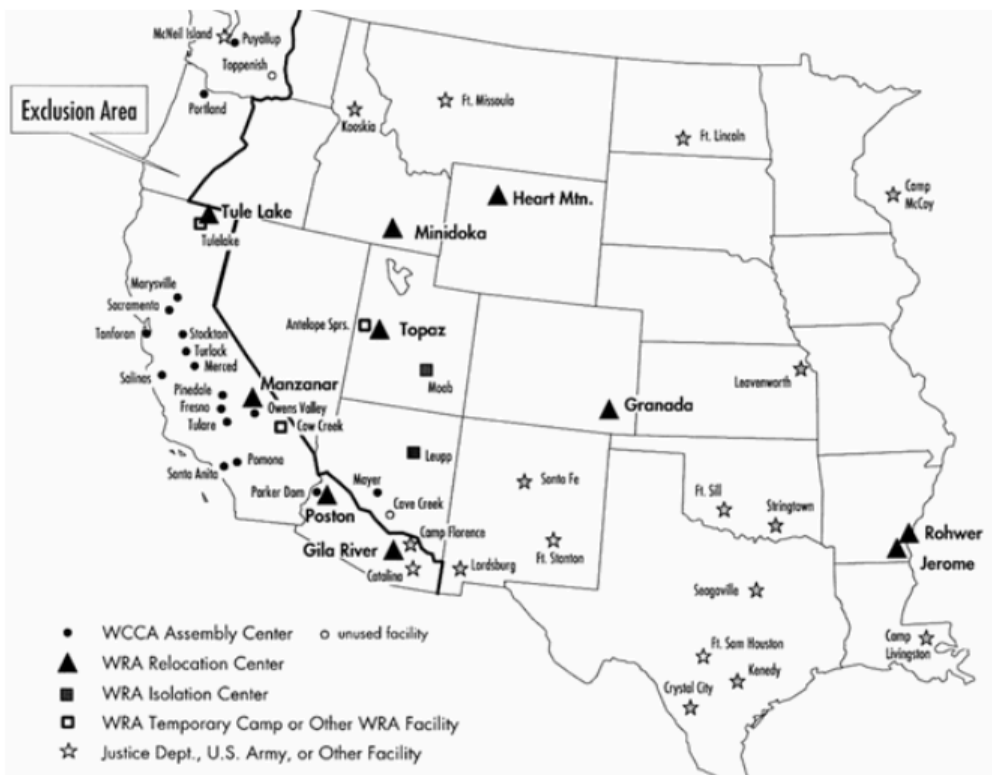 McNeil Island
Puyallup
Toppenish
Portland
Exclusion Area
Kooskia
Ft. Missoula
Ft. Lincoln
Camp
McCoy
Heart Mtn.
Tule Lake
Tulelake
Minidoka
Marysville
Sacramento
Tanforan
Stockton
Turlock
Merced
Salinas
Antelope Sprs.
Topaz
Moab
Leavenworth
Manzanar
Pinedale
Fresno
Tulare
Owens Valley
Cow Creek
Granada
Leupp
Pomona
Santa Anita
Parker Dam
Mayer
Cave Creek
Santa Fe
Ft. Sill
Stringtown
Poston
Camp Florence
Gila River
Catalina
Lordsburg
Ft. Stanton
Rohwer
Jerome
Seagoville
Ft. Sam Houston
Kenedy
Crystal City
Camp
Livingston
WCCA Assembly Center
unused facility
WRA Relocation Center
WRA Isolation Center
WRA Temporary Camp or Other WRA Facility
Justice Dept., U.S. Army, or Other Facility